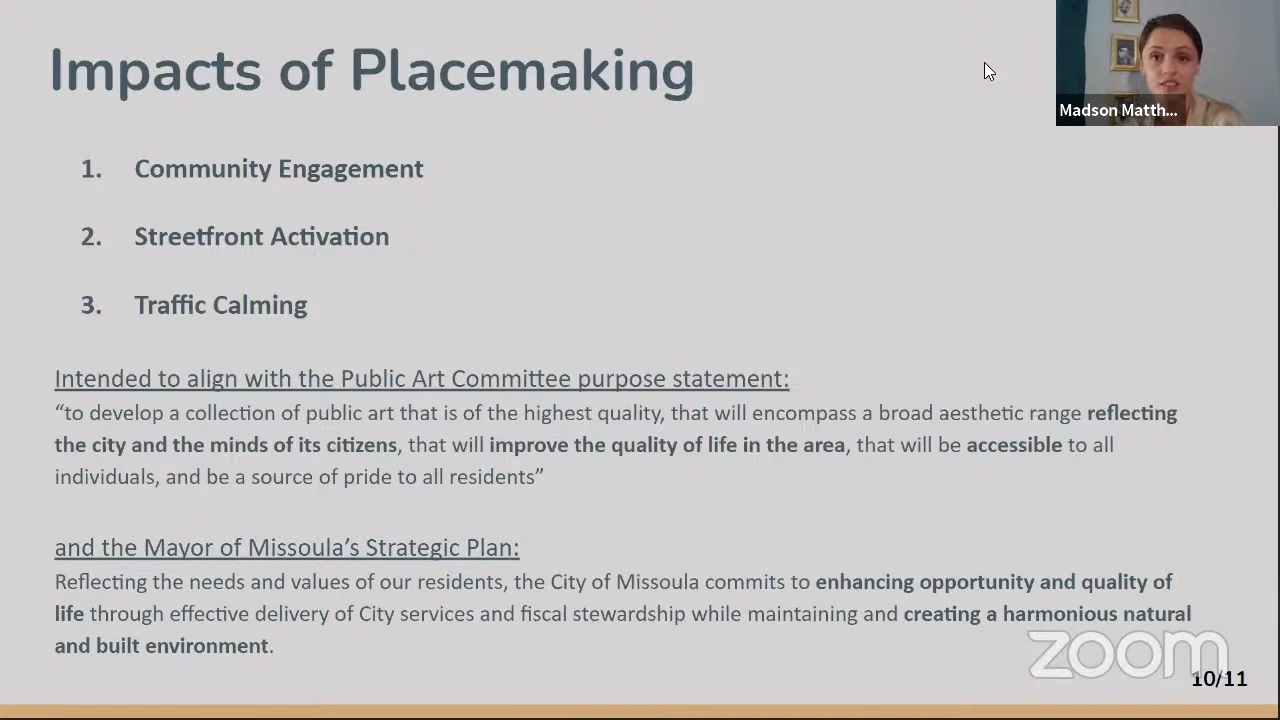 Impacts of Placemaking
Madson Matth...
1. Community Engagement
2. Streetfront Activation
3. Traffic Calming
Intended to align with the Public Art Committee purpose statement:
“to develop a collection of public art that is of the highest quality, that will encompass a broad aesthetic range reflecting
the city and the minds of its citizens, that will improve the quality of life in the area, that will be accessible to all
individuals, and be a source of pride to all residents”
and the Mayor of Missoula’s Strategic Plan:
Reflecting the needs and values of our residents, the City of Missoula commits to enhancing opportunity and quality of
life through effective delivery of City services and fiscal stewardship while maintaining and creating a harmonious natural
and built environment.
zoom
10/11